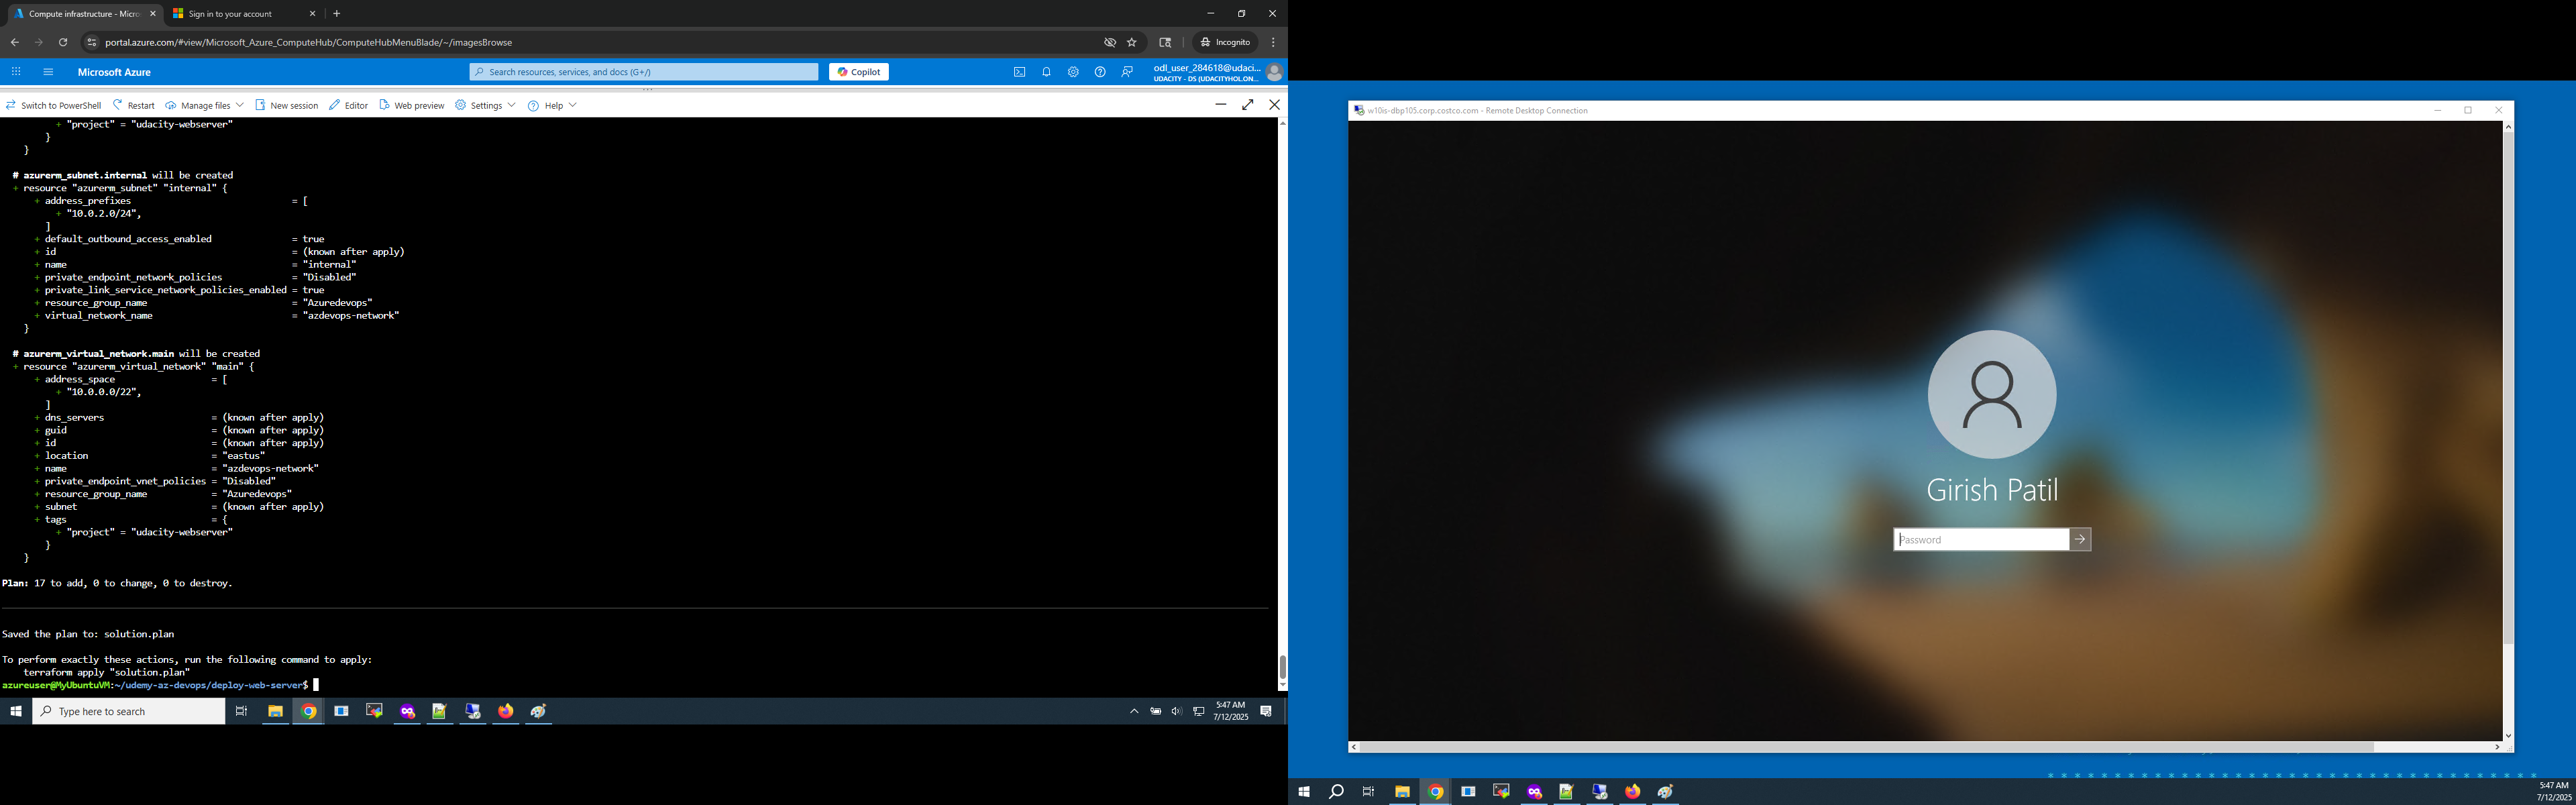 Compute infrastructure - Micro
Sign in to your account
portal.azure.com/#view/Microsoft_Azure_ComputeHub/ComputeHubMenuBlade/~/imagesBrowse
Incognito
Microsoft Azure
Search resources, services, and docs (G+/)
Copilot
odl_user_284618@udaci...
UDACITY - DS (UDACITYHOL.ON...
Switch to PowerShell
Restart
Manage files
New session
Editor
Web preview
Settings
Help
+ "project" = "udacity-webserver"
}
}
# azurerm_subnet.internal will be created
+ resource "azurerm_subnet" "internal" {
+ address_prefixes = [
+ "10.0.2.0/24",
]
+ default_outbound_access_enabled = true
+ id = (known after apply)
+ name = "internal"
+ private_endpoint_network_policies = "Disabled"
+ private_link_service_network_policies_enabled = true
+ resource_group_name = "Azuredevops"
+ virtual_network_name = "azdevops-network"
}
# azurerm_virtual_network.main will be created
+ resource "azurerm_virtual_network" "main" {
+ address_space = [
+ "10.0.0.0/22",
]
+ dns_servers = (known after apply)
+ guid = (known after apply)
+ id = (known after apply)
+ location = "eastus"
+ name = "azdevops-network"
+ private_endpoint_vnet_policies = "Disabled"
+ resource_group_name = "Azuredevops"
+ subnet = (known after apply)
+ tags = {
+ "project" = "udacity-webserver"
}
}
Plan: 17 to add, 0 to change, 0 to destroy.
Saved the plan to: solution.plan
To perform exactly these actions, run the following command to apply:
terraform apply "solution.plan"
azureuser@MyUbuntuVM:~/udemy-az-devops/deploy-web-server$
Type here to search
5:47 AM
7/12/2025
w10is-dbp105.corp.costco.com - Remote Desktop Connection
Girish Patil
Password
5:47 AM
7/12/2025